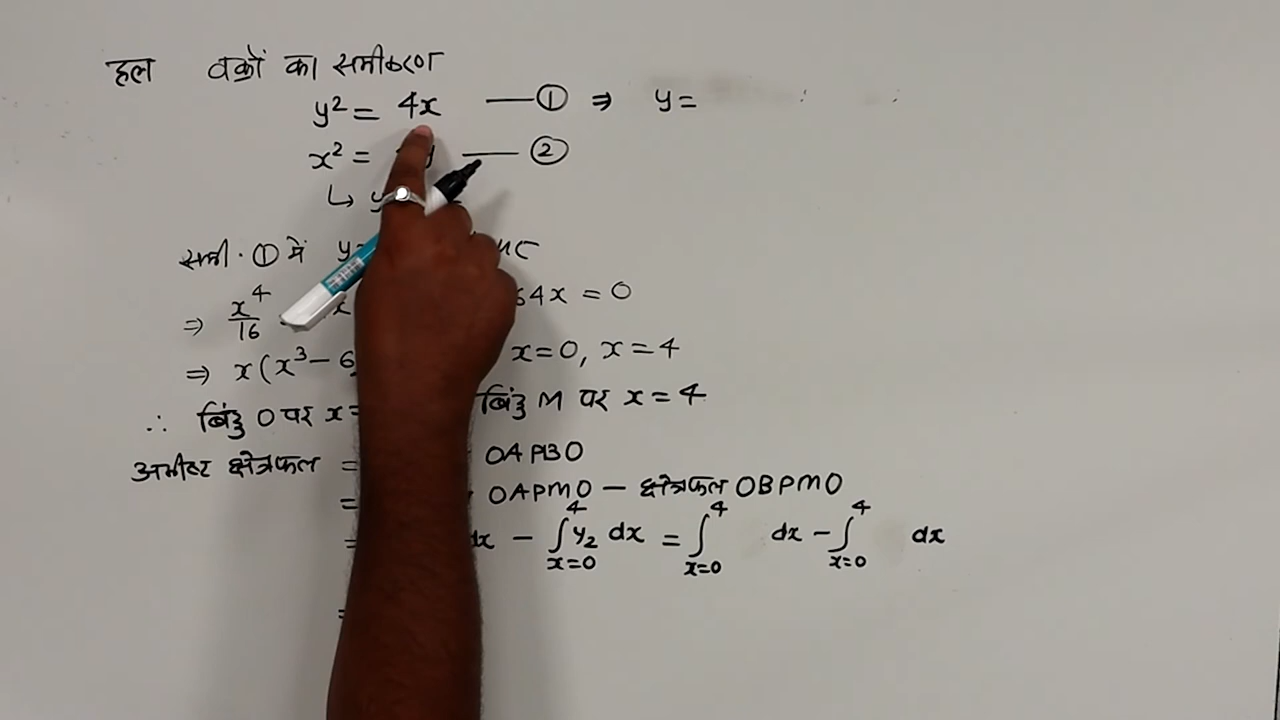 हल वक्रों का समीकरण
y² = 4x —— ① ⇒ y =
x² = —— ②
↳ y
समी. ① में y=
⇒ x⁴/16 x 64x = 0
⇒ x(x³ − 6 x=0, x=4
∴ बिंदु O पर x= बिंदु M पर x = 4
अभीष्ट क्षेत्रफल = OAPBO
= OAPMO − क्षेत्रफल OBPMO
= dx − ∫_{x=0}^{4} y₂ dx = ∫_{x=0}^{4} dx − ∫_{x=0}^{4} dx
=